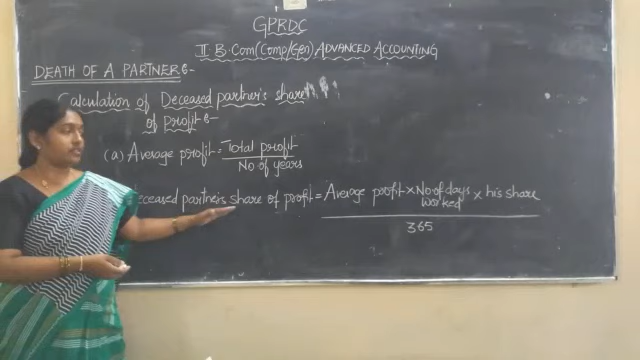 GPRDC
II B.Com(Comp/Gen) ADVANCED ACCOUNTING
DEATH OF A PARTNER :-
Calculation of Deceased partner's share
of profit :-
(a) Average profit = Total profit
No of years
eceased partner's share of profit = Average profit × No of days worked × his share
365